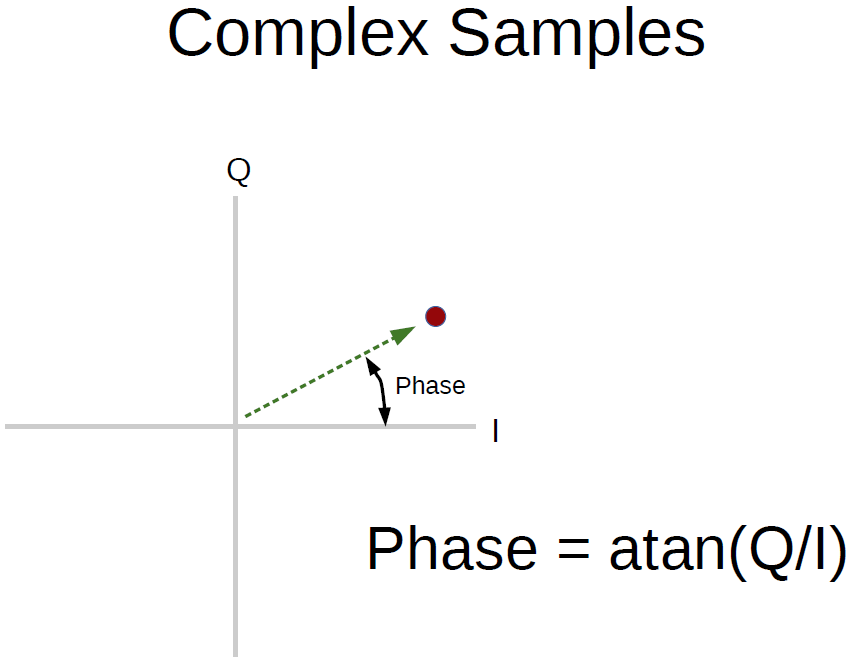 Complex Samples
Q
Phase
I
Phase = atan(Q/I)